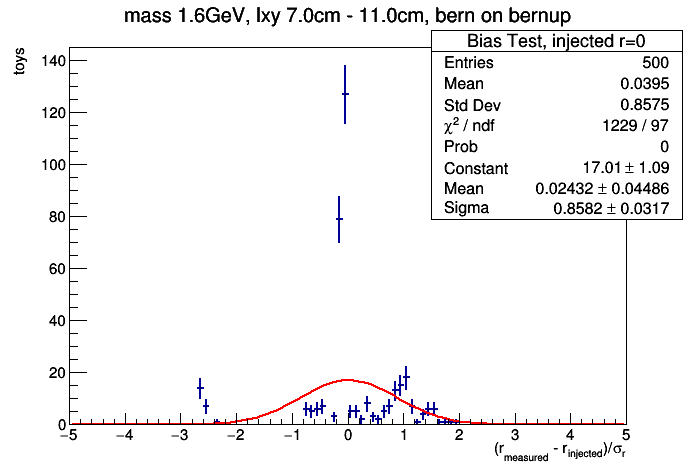 mass 1.6GeV, lxy 7.0cm - 11.0cm, bern on bernup
Bias Test, injected r=0
Entries 500
Mean 0.0395
Std Dev 0.8575
χ² / ndf 1229 / 97
Prob 0
Constant 17.01 ± 1.09
Mean 0.02432 ± 0.04486
Sigma 0.8582 ± 0.0317
toys
140
120
100
80
60
40
20
0
−5 −4 −3 −2 −1 0 1 2 3 4 5
(r_measured - r_injected)/σ_r